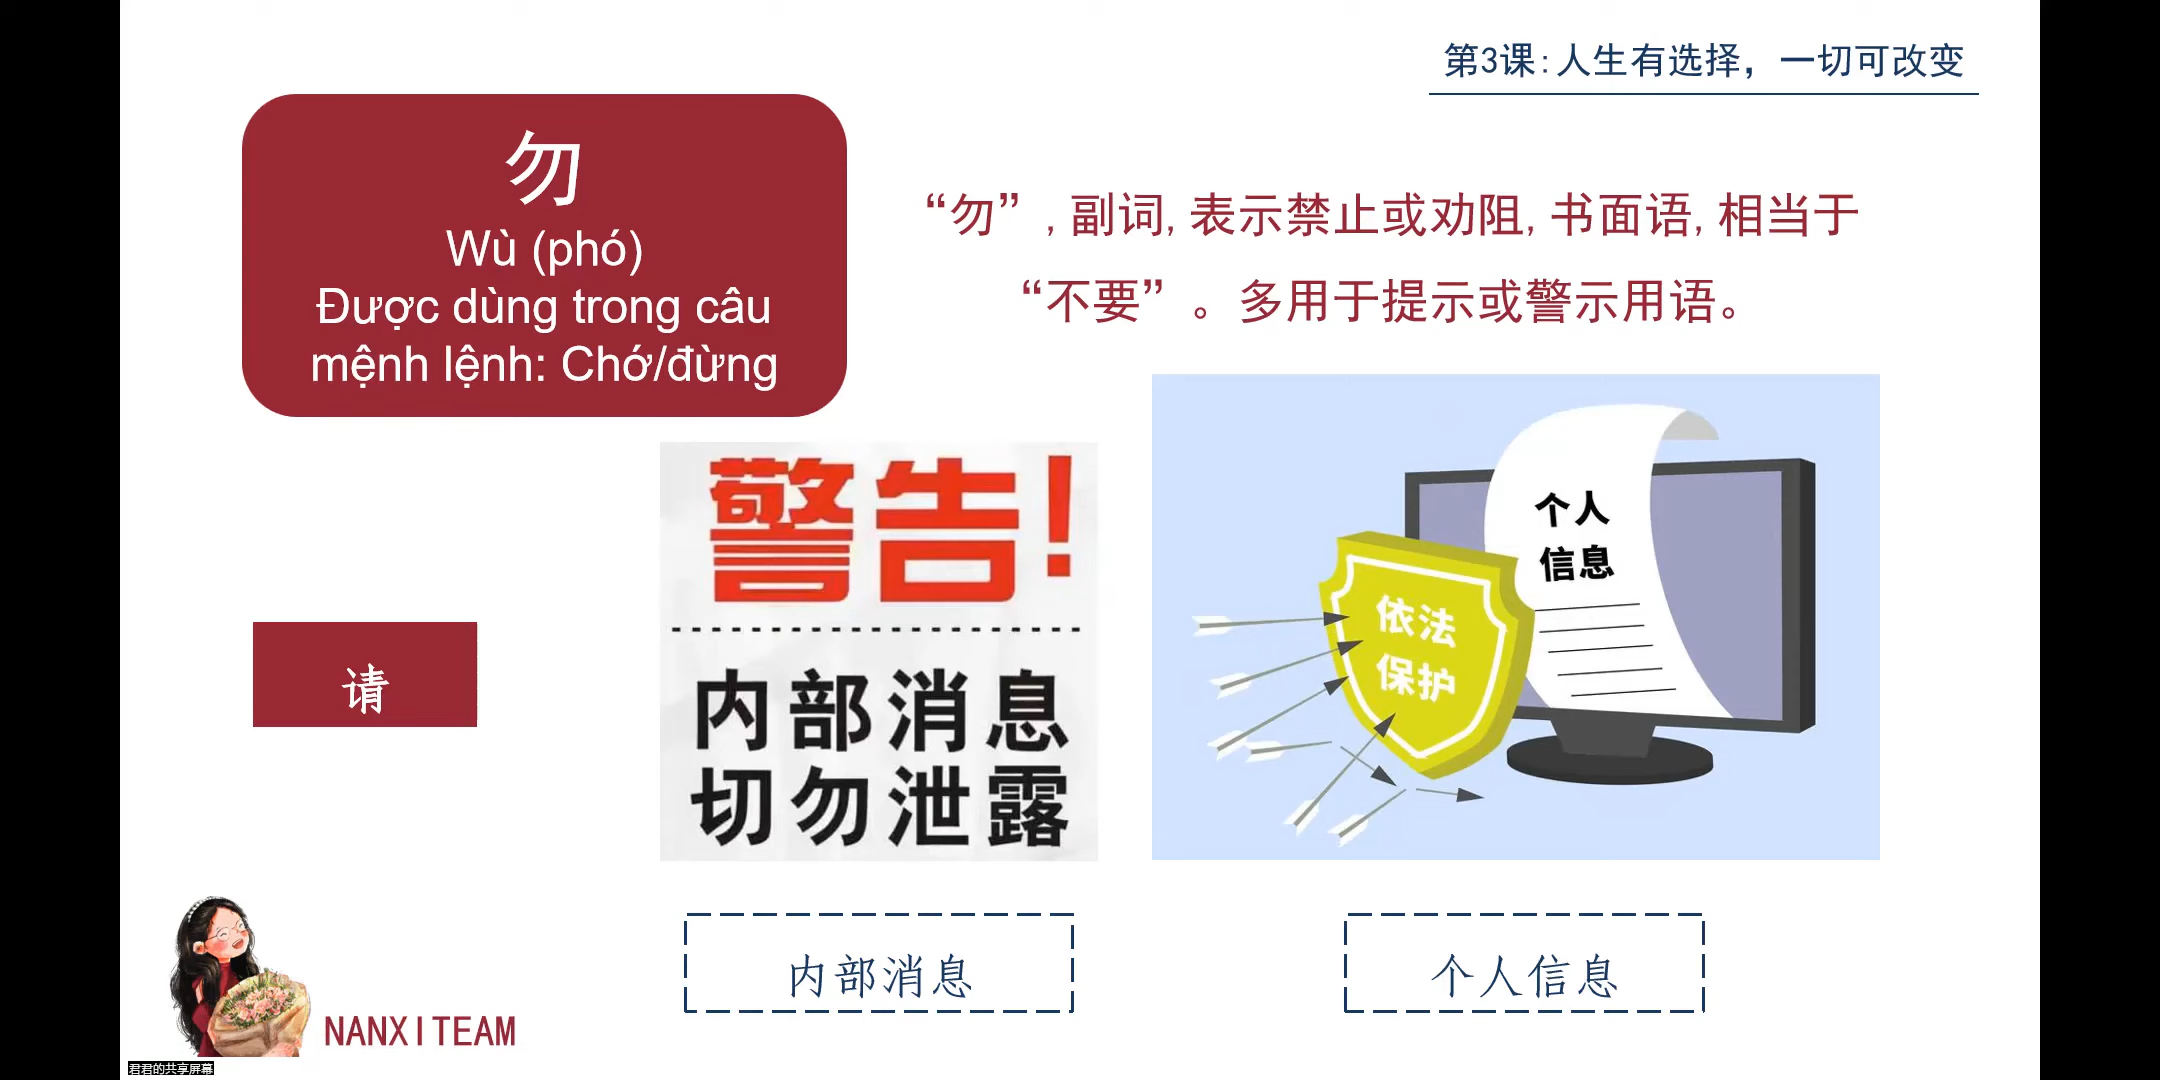 第3课:人生有选择，一切可改变
勿
Wù (phó)
Được dùng trong câu
mệnh lệnh: Chớ/đừng
“勿”,副词,表示禁止或劝阻,书面语,相当于
“不要”。多用于提示或警示用语。
警告!
内部消息
切勿泄露
个人
信息
依法
保护
请
内部消息
个人信息
NANXITEAM
君君的共享屏幕